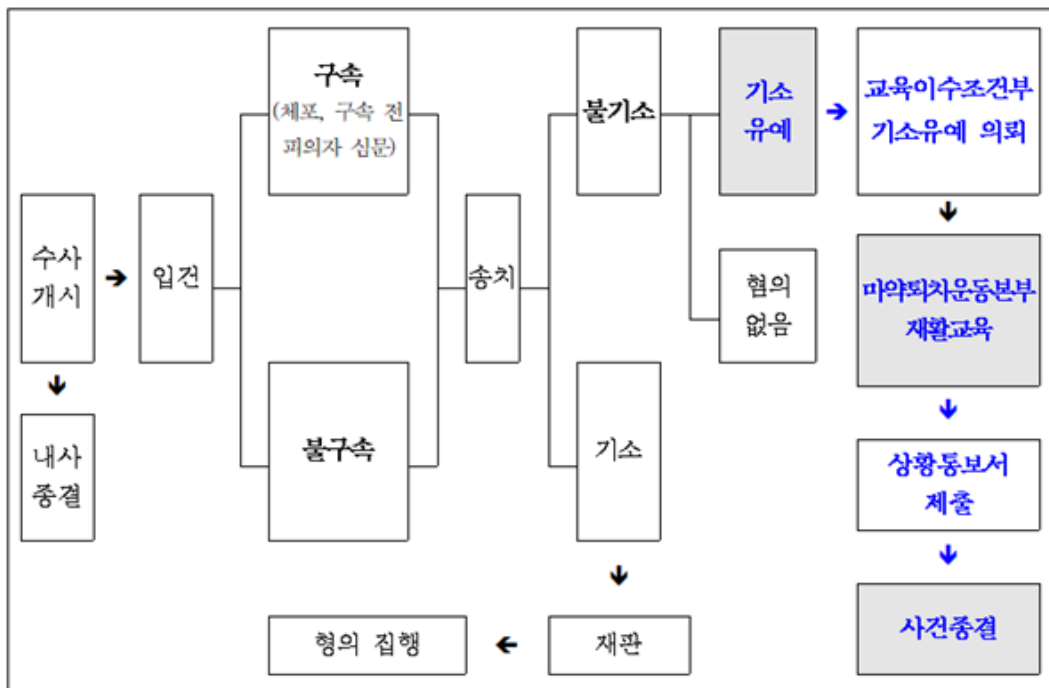 수사
개시
➔
내사
종결
입건
구속
(체포, 구속 전
피의자 심문)
불구속
송치
불기소
기소
재판
형의 집행
기소
유예
혐의
없음
교육이수조건부
기소유예 의뢰
마약퇴치운동본부
재활교육
상황통보서
제출
사건종결